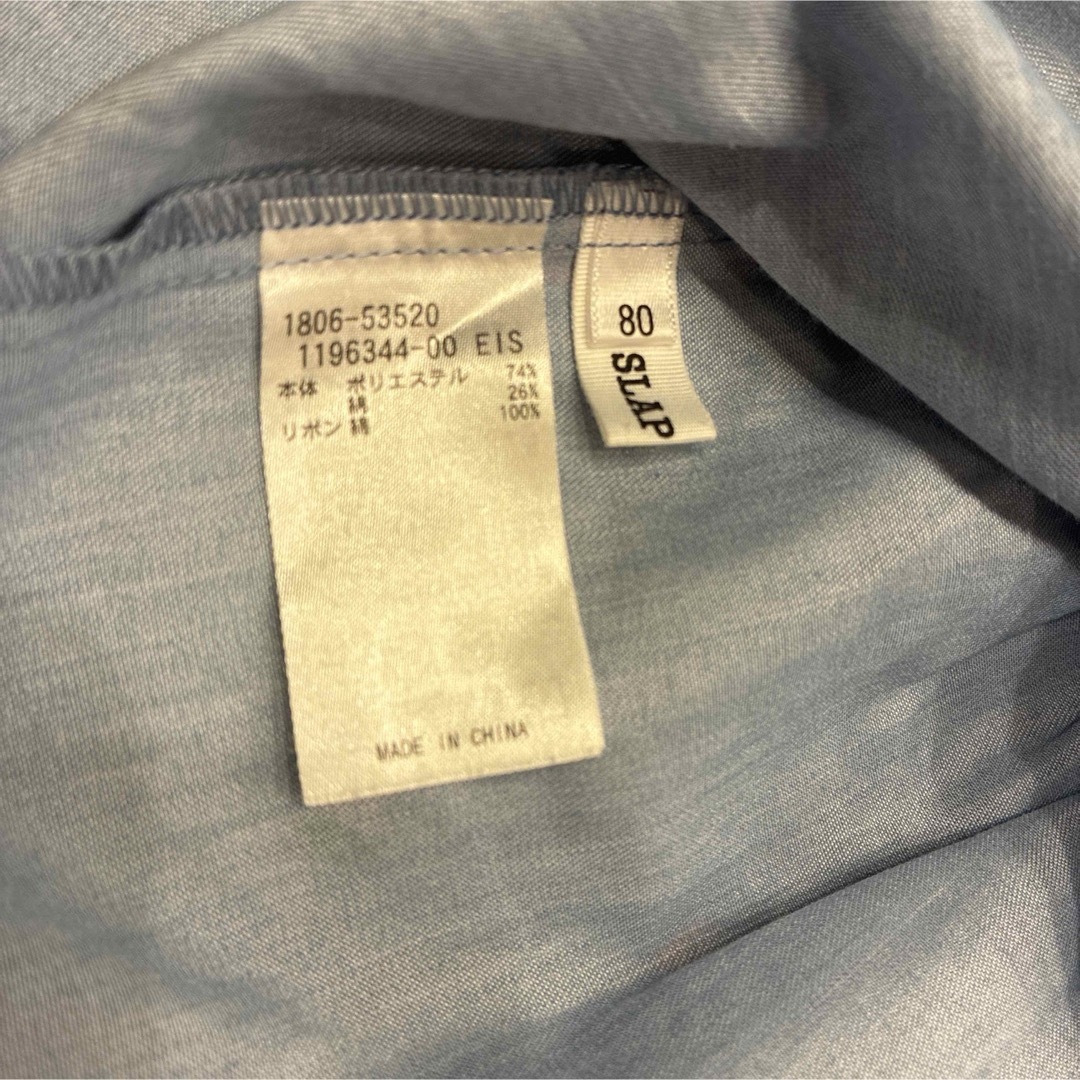 1806-53520
1196344-00 EIS
本体 ポリエステル 74%
綿 26%
リボン 綿 100%
MADE IN CHINA
80
SLAP